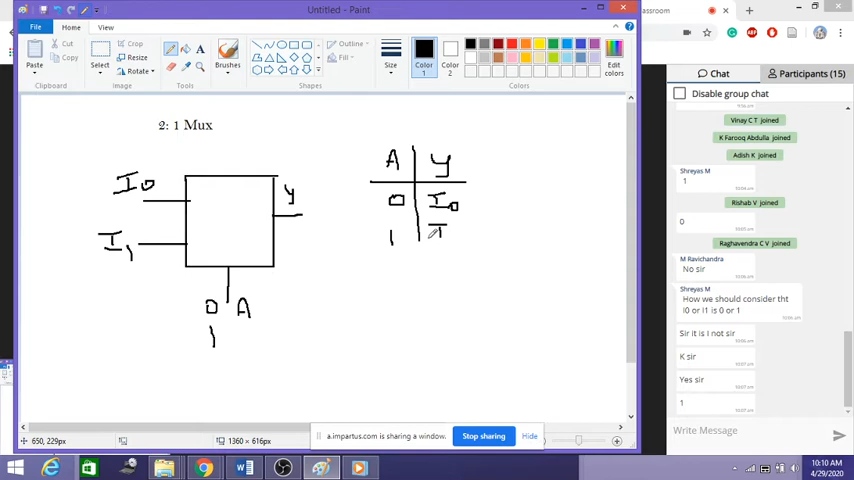 Untitled - Paint
File
Home
View
Paste
Cut
Copy
Clipboard
Select
Crop
Resize
Rotate
Image
A
Tools
Brushes
Shapes
Outline
Fill
Size
Color 1
Color 2
Edit colors
Colors
2: 1 Mux
I0
I1
Y
0 A
1
A Y
0 I0
1 I
650, 229px
1360 × 616px
a.impartus.com is sharing a window.
Stop sharing
Hide
ssroom
Chat
Participants (15)
Disable group chat
Vinay C T joined
K Farooq Abdulla joined
Adish K joined
Shreyas M
1
Rishab V joined
0
Raghavendra C V joined
M Ravichandra
No sir
Shreyas M
How we should consider tht I0 or I1 is 0 or 1
Sir it is I not sir
K sir
Yes sir
1
Send Message
10:10 AM
4/29/2020